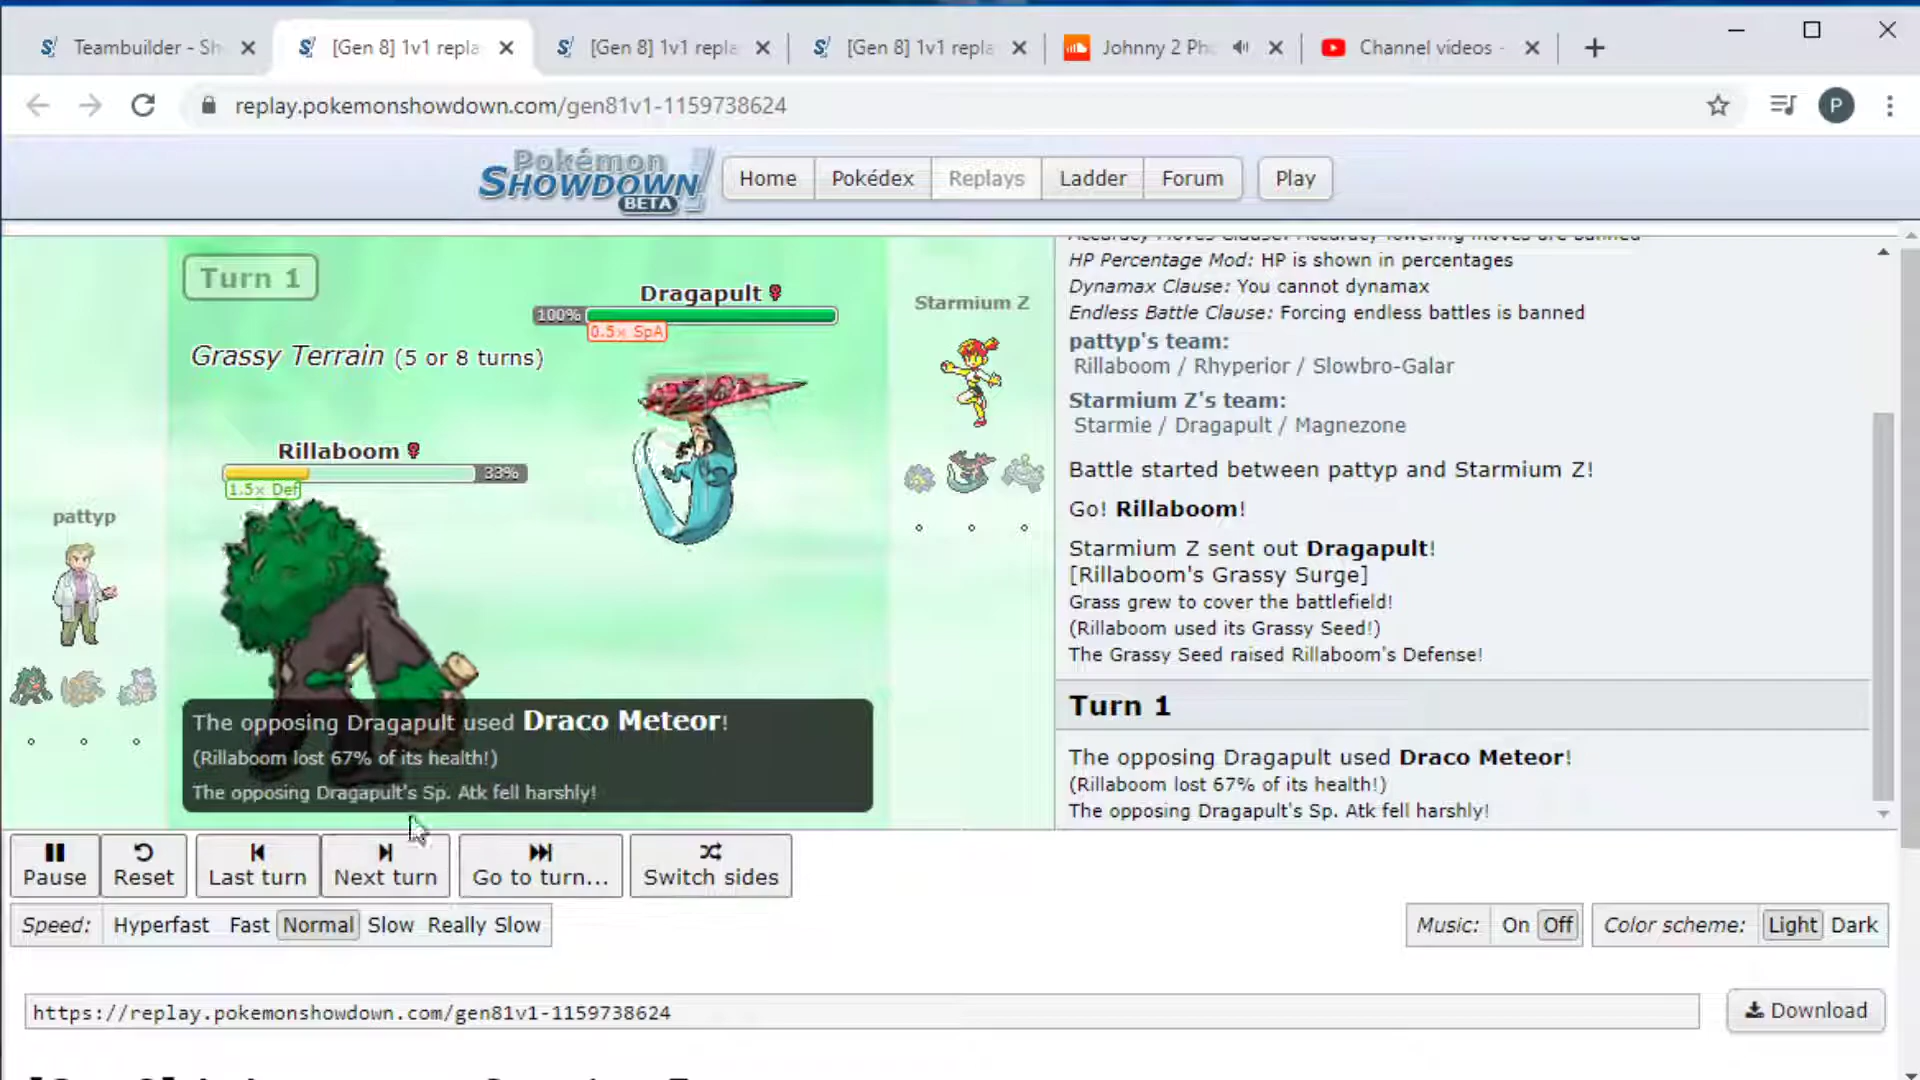 Teambuilder - Sh
[Gen 8] 1v1 repla
[Gen 8] 1v1 repla
[Gen 8] 1v1 repla
Johnny 2 Ph
Channel videos -
replay.pokemonshowdown.com/gen81v1-1159738624
P
Pokémon
SHOWDOWN
BETA
Home
Pokédex
Replays
Ladder
Forum
Play
Turn 1
Dragapult
100%
0.5× SpA
Grassy Terrain (5 or 8 turns)
Rillaboom
33%
1.5× Def
pattyp
Starmium Z
The opposing Dragapult used Draco Meteor!
(Rillaboom lost 67% of its health!)
The opposing Dragapult's Sp. Atk fell harshly!
Accuracy Moves Clause: Accuracy-lowering moves are banned
HP Percentage Mod: HP is shown in percentages
Dynamax Clause: You cannot dynamax
Endless Battle Clause: Forcing endless battles is banned
pattyp's team:
Rillaboom / Rhyperior / Slowbro-Galar
Starmium Z's team:
Starmie / Dragapult / Magnezone
Battle started between pattyp and Starmium Z!
Go! Rillaboom!
Starmium Z sent out Dragapult!
[Rillaboom's Grassy Surge]
Grass grew to cover the battlefield!
(Rillaboom used its Grassy Seed!)
The Grassy Seed raised Rillaboom's Defense!
Turn 1
The opposing Dragapult used Draco Meteor!
(Rillaboom lost 67% of its health!)
The opposing Dragapult's Sp. Atk fell harshly!
Pause
Reset
Last turn
Next turn
Go to turn...
Switch sides
Speed: Hyperfast Fast Normal Slow Really Slow
Music: On Off
Color scheme: Light Dark
https://replay.pokemonshowdown.com/gen81v1-1159738624
Download